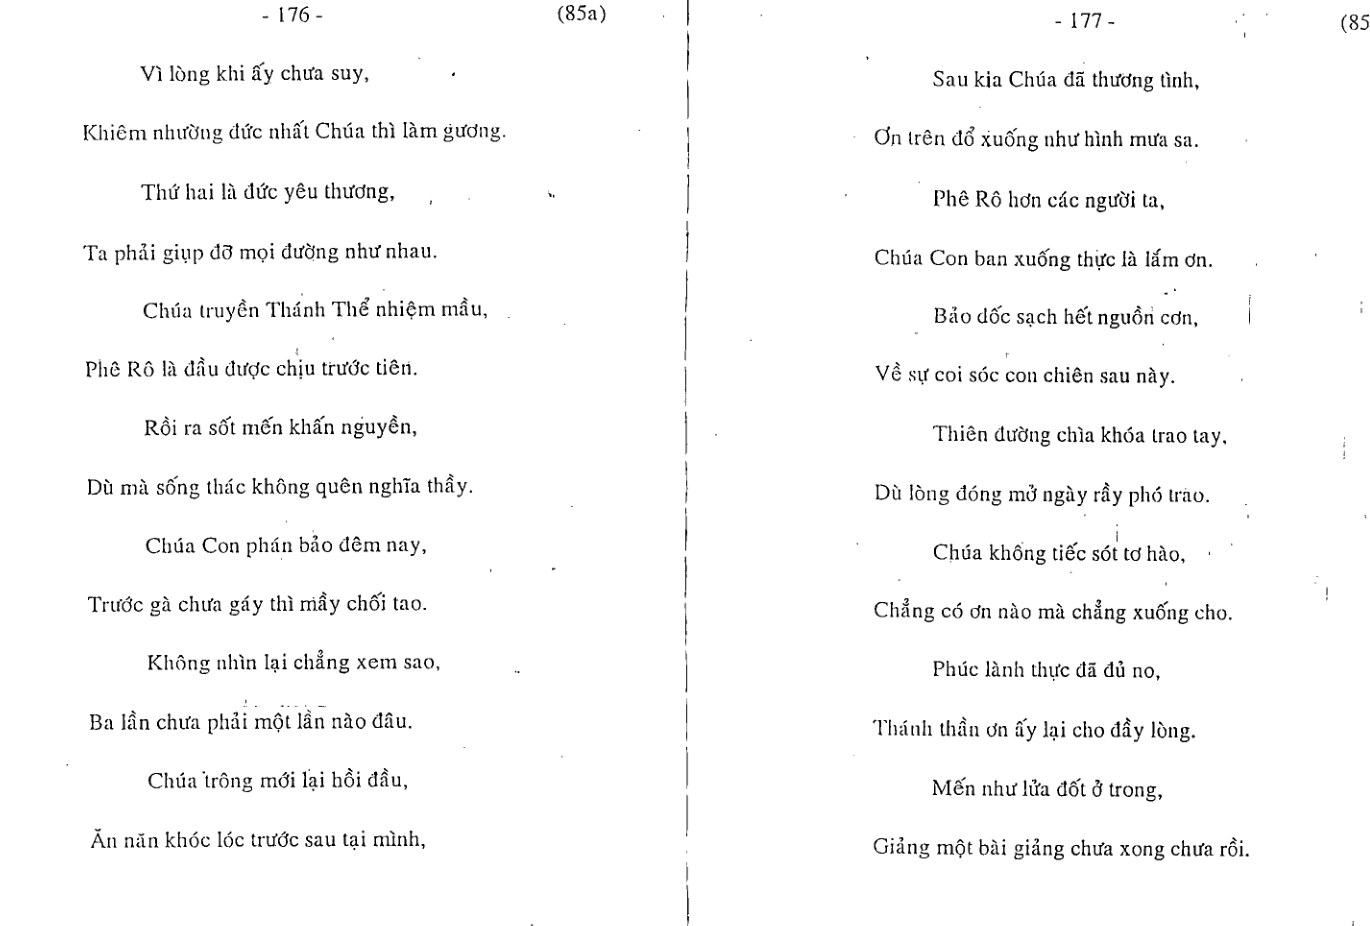 - 176 - (85a)
Vì lòng khi ấy chưa suy,
Khiêm nhường đức nhất Chúa thì làm gương.
Thứ hai là đức yêu thương,
Ta phải giụp đỡ mọi đường như nhau.
Chúa truyền Thánh Thể nhiệm mầu,
Phê Rô là đầu được chịu trước tiên.
Rồi ra sốt mến khấn nguyền,
Dù mà sống thác không quên nghĩa thầy.
Chúa Con phán bảo đêm nay,
Trước gà chưa gáy thì mầy chối tao.
Không nhìn lại chẳng xem sao,
Ba lần chưa phải một lần nào đâu.
Chúa trông mới lại hồi đầu,
Ăn năn khóc lóc trước sau tại mình,
- 177 - (85
Sau kia Chúa đã thương tình,
Ơn trên đổ xuống như hình mưa sa.
Phê Rô hơn các người ta,
Chúa Con ban xuống thực là lắm ơn.
Bảo dốc sạch hết nguồn cơn,
Về sự coi sóc con chiên sau này.
Thiên đường chìa khóa trao tay,
Dù lòng đóng mở ngày rầy phó trao.
Chúa không tiếc sót tơ hào,
Chẳng có ơn nào mà chẳng xuống cho.
Phúc lành thực đã đủ no,
Thánh thần ơn ấy lại cho đầy lòng.
Mến như lửa đốt ở trong,
Giảng một bài giảng chưa xong chưa rồi.